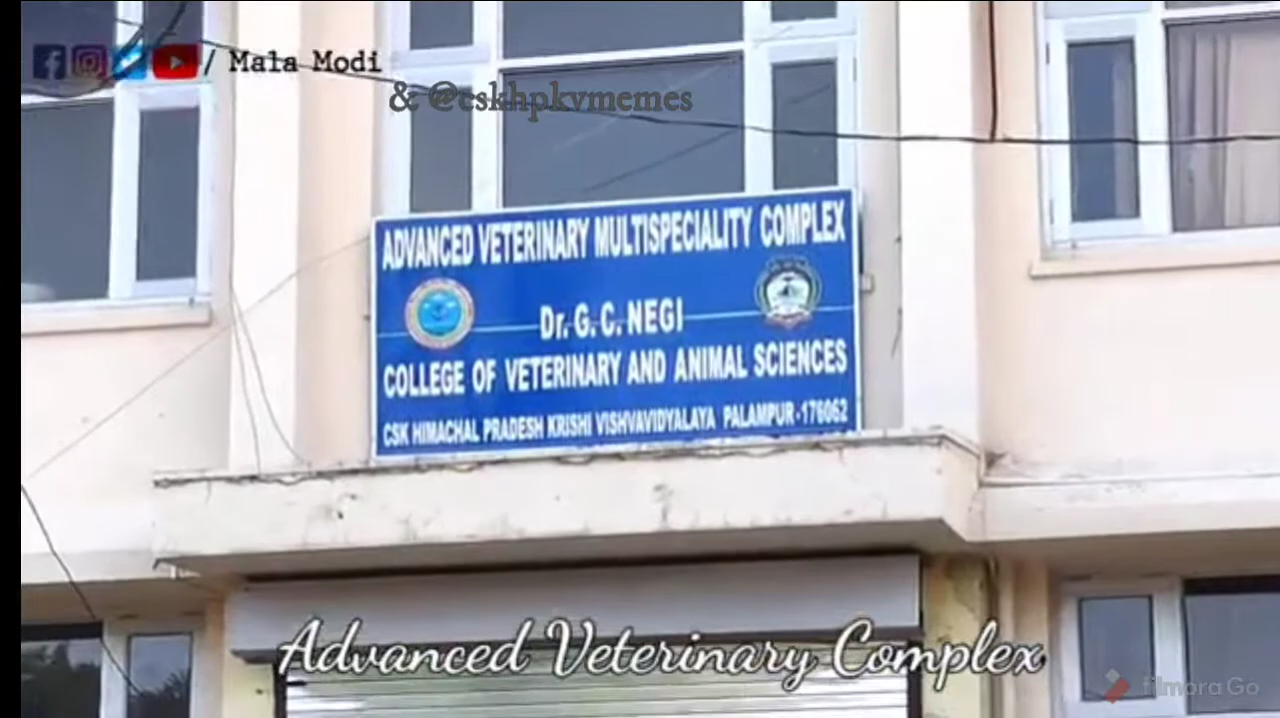 / Mala Modi
& @cskhpkvmemes
ADVANCED VETERINARY MULTISPECIALITY COMPLEX
Dr. G. C. NEGI
COLLEGE OF VETERINARY AND ANIMAL SCIENCES
CSK HIMACHAL PRADESH KRISHI VISHVAVIDYALAYA PALAMPUR-176062
Advanced Veterinary Complex
filmora Go